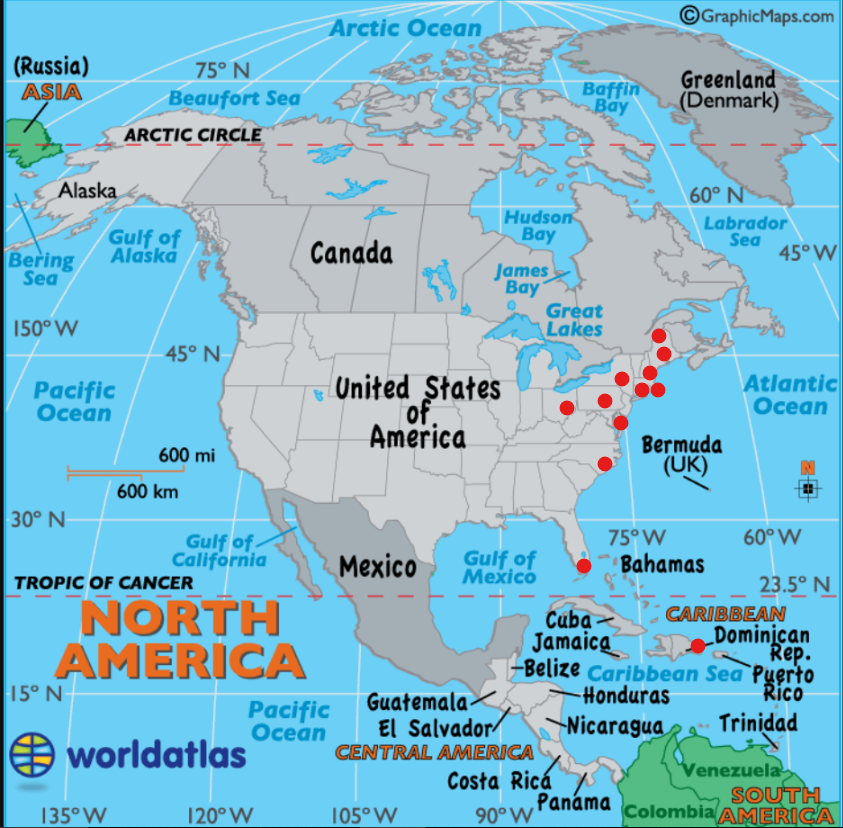 ©GraphicMaps.com
Arctic Ocean
(Russia)
ASIA
75° N
Beaufort Sea
Baffin
Bay
Greenland
(Denmark)
ARCTIC CIRCLE
Alaska
60° N
Bering
Sea
Gulf of
Alaska
Canada
Hudson
Bay
Labrador
Sea
45° W
James
Bay
Great
Lakes
150° W
45° N
Pacific
Ocean
United States
of
America
Atlantic
Ocean
600 mi
600 km
Bermuda
(UK)
N
30° N
Gulf of
California
Mexico
Gulf of
Mexico
75° W
60° W
Bahamas
TROPIC OF CANCER
23.5° N
NORTH
AMERICA
Cuba
Jamaica
CARIBBEAN
Dominican
Rep.
Belize
Caribbean Sea
Puerto
Rico
15° N
Guatemala
Honduras
Pacific
Ocean
El Salvador
Nicaragua
Trinidad
worldatlas
CENTRAL AMERICA
Costa Rica
Panama
Venezuela
Colombia
SOUTH
AMERICA
135° W
120° W
105° W
90° W